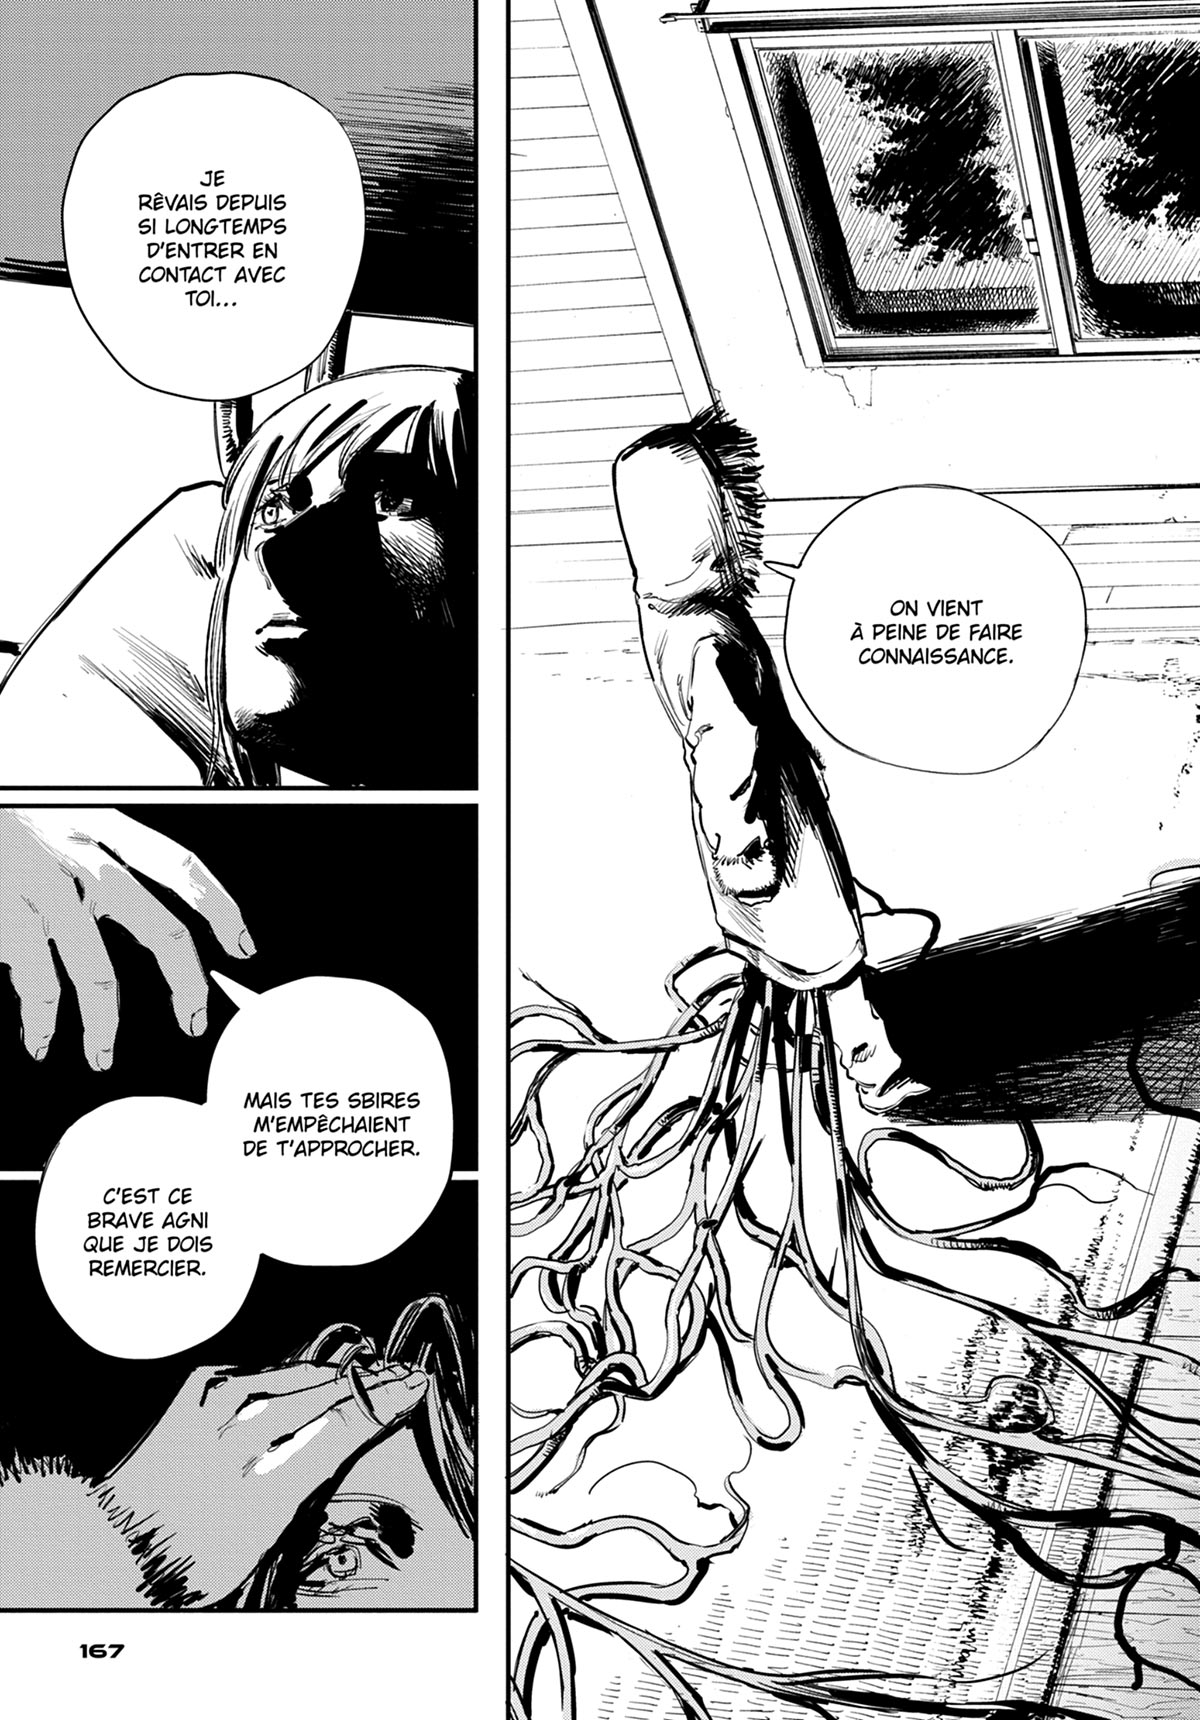 ON VIENT
À PEINE DE FAIRE
CONNAISSANCE.
JE
RÊVAIS DEPUIS
SI LONGTEMPS
D'ENTRER EN
CONTACT AVEC
TOI...
MAIS TES SBIRES
M'EMPÊCHAIENT
DE T'APPROCHER.
C'EST CE
BRAVE AGNI
QUE JE DOIS
REMERCIER.
167